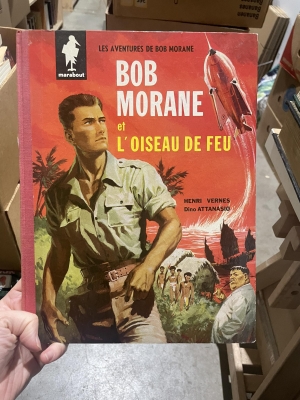 LES AVENTURES DE BOB MORANE
marabout
BOB
MORANE
et
L'OISEAU DE FEU
HENRI VERNES
Dino ATTANASIO